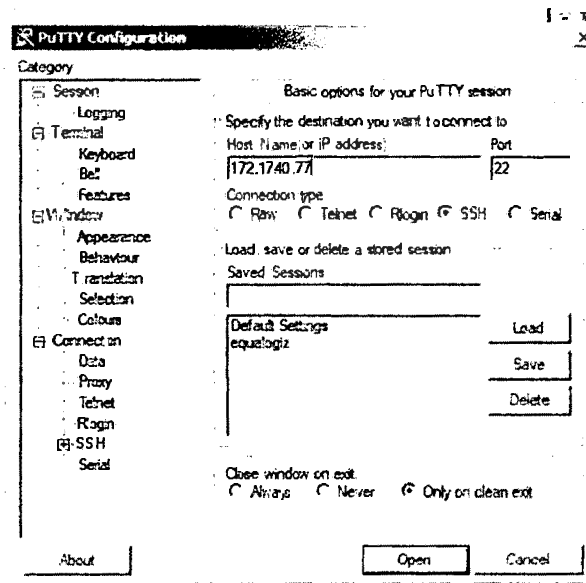 PuTTY Configuration
Category
Session
Logging
Terminal
Keyboard
Bell
Features
Window
Appearance
Behaviour
Translation
Selection
Colours
Connection
Data
Proxy
Telnet
Rlogin
SSH
Serial
Basic options for your PuTTY session
Specify the destination you want to connect to
Host Name (or IP address)
Port
172.1740.77
22
Connection type
Raw Telnet Rlogin SSH Serial
Load, save or delete a stored session
Saved Sessions
Default Settings
equalogiz
Load
Save
Delete
Close window on exit:
Always Never Only on clean exit
About
Open
Cancel